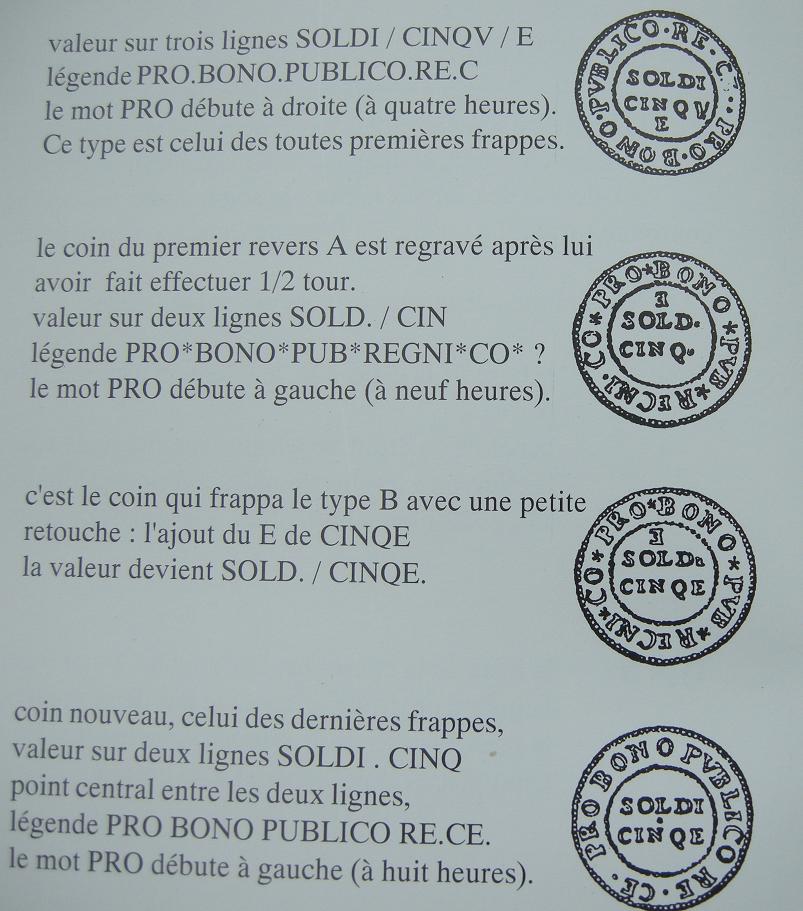 valeur sur trois lignes SOLDI / CINQV / E
légende PRO.BONO.PUBLICO.RE.C
le mot PRO débute à droite (à quatre heures).
Ce type est celui des toutes premières frappes.
PRO·BONO·PVBLICO·RE·C
SOLDI
CINQV
E
le coin du premier revers A est regravé après lui
avoir fait effectuer 1/2 tour.
valeur sur deux lignes SOLD. / CIN
légende PRO*BONO*PUB*REGNI*CO* ?
le mot PRO débute à gauche (à neuf heures).
PRO*BONO*PVB*REGNI·CO*
E
SOLD.
CINQ.
c'est le coin qui frappa le type B avec une petite
retouche : l'ajout du E de CINQE
la valeur devient SOLD. / CINQE.
PRO*BONO*PVB*REGNI*CO*
E
SOLD.
CINQE
coin nouveau, celui des dernières frappes,
valeur sur deux lignes SOLDI . CINQ
point central entre les deux lignes,
légende PRO BONO PUBLICO RE.CE.
le mot PRO débute à gauche (à huit heures).
PRO BONO PVBLICO RE·CE·
SOLDI
·
CINQE